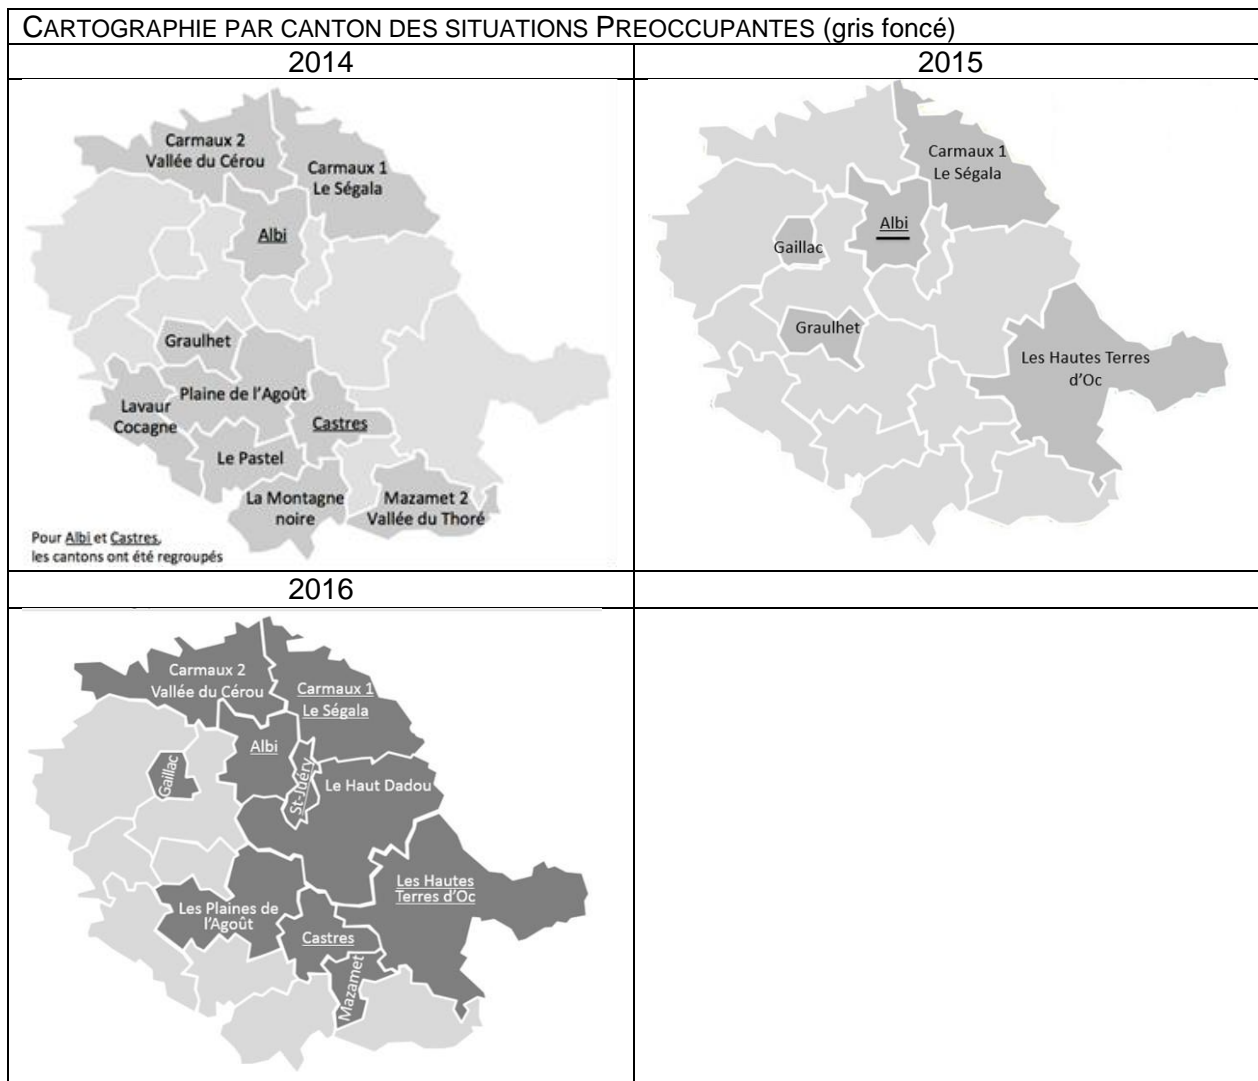 CARTOGRAPHIE PAR CANTON DES SITUATIONS PREOCCUPANTES (gris foncé)
2014
2015
Carmaux 2
Vallée du Cérou
Carmaux 1
Le Ségala
Albi
Graulhet
Plaine de l'Agoût
Lavaur
Cocagne
Castres
Le Pastel
La Montagne
noire
Mazamet 2
Vallée du Thoré
Pour Albi et Castres,
les cantons ont été regroupés
Carmaux 1
Le Ségala
Albi
Gaillac
Graulhet
Les Hautes Terres
d'Oc
2016
Carmaux 2
Vallée du Cérou
Carmaux 1
Le Ségala
Albi
Gaillac
St-Juéry
Le Haut Dadou
Les Hautes
Terres d'Oc
Les Plaines de
l'Agoût
Castres
Mazamet